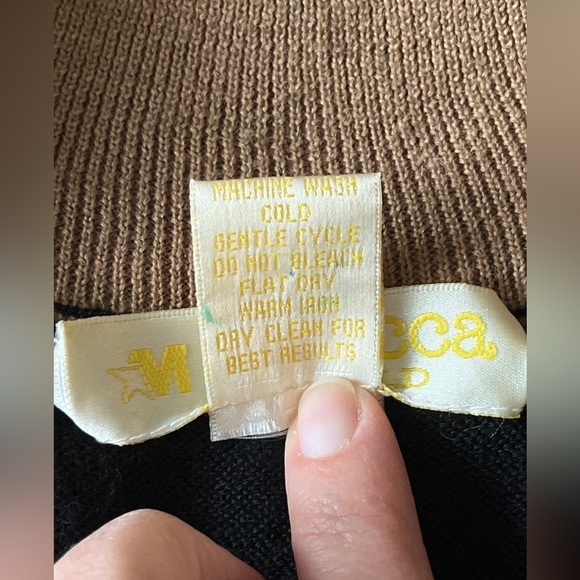 MACHINE WASH
COLD
GENTLE CYCLE
DO NOT BLEACH
FLAT DRY
WARM IRON
DRY CLEAN FOR
BEST RESULTS
M cca